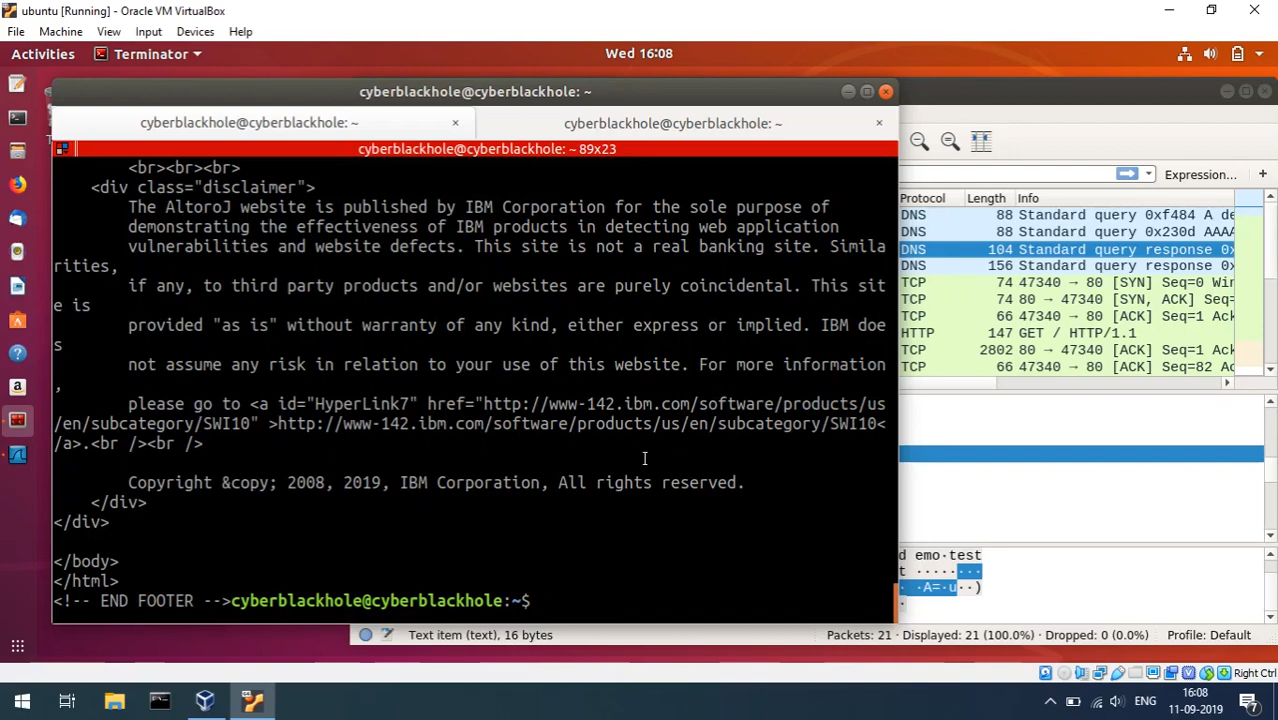 ubuntu [Running] - Oracle VM VirtualBox
File Machine View Input Devices Help
Activities Terminator Wed 16:08
cyberblackhole@cyberblackhole: ~
cyberblackhole@cyberblackhole: ~ × cyberblackhole@cyberblackhole: ~ ×
cyberblackhole@cyberblackhole: ~ 89x23
<br><br><br>
<div class="disclaimer">
The AltoroJ website is published by IBM Corporation for the sole purpose of
demonstrating the effectiveness of IBM products in detecting web application
vulnerabilities and website defects. This site is not a real banking site. Simila
rities,
if any, to third party products and/or websites are purely coincidental. This sit
e is
provided "as is" without warranty of any kind, either express or implied. IBM doe
s
not assume any risk in relation to your use of this website. For more information
,
please go to <a id="HyperLink7" href="http://www-142.ibm.com/software/products/us
/en/subcategory/SWI10" >http://www-142.ibm.com/software/products/us/en/subcategory/SWI10<
/a>.<br /><br />
Copyright &copy; 2008, 2019, IBM Corporation, All rights reserved.
</div>
</div>
</body>
</html>
<!-- END FOOTER -->cyberblackhole@cyberblackhole:~$
Expression... +
Protocol Length Info
DNS 88 Standard query 0xf484 A de
DNS 88 Standard query 0x230d AAAA
DNS 104 Standard query response 0x
DNS 156 Standard query response 0x
TCP 74 47340 → 80 [SYN] Seq=0 Win
TCP 74 80 → 47340 [SYN, ACK] Seq=
TCP 66 47340 → 80 [ACK] Seq=1 Ack
HTTP 147 GET / HTTP/1.1
TCP 2802 80 → 47340 [ACK] Seq=1 Ack
TCP 66 47340 → 80 [ACK] Seq=82 Ac
d emo·test
t ········
· ·A=·u··)
·
Text item (text), 16 bytes Packets: 21 · Displayed: 21 (100.0%) · Dropped: 0 (0.0%) Profile: Default
Right Ctrl
ENG 16:08
11-09-2019 7